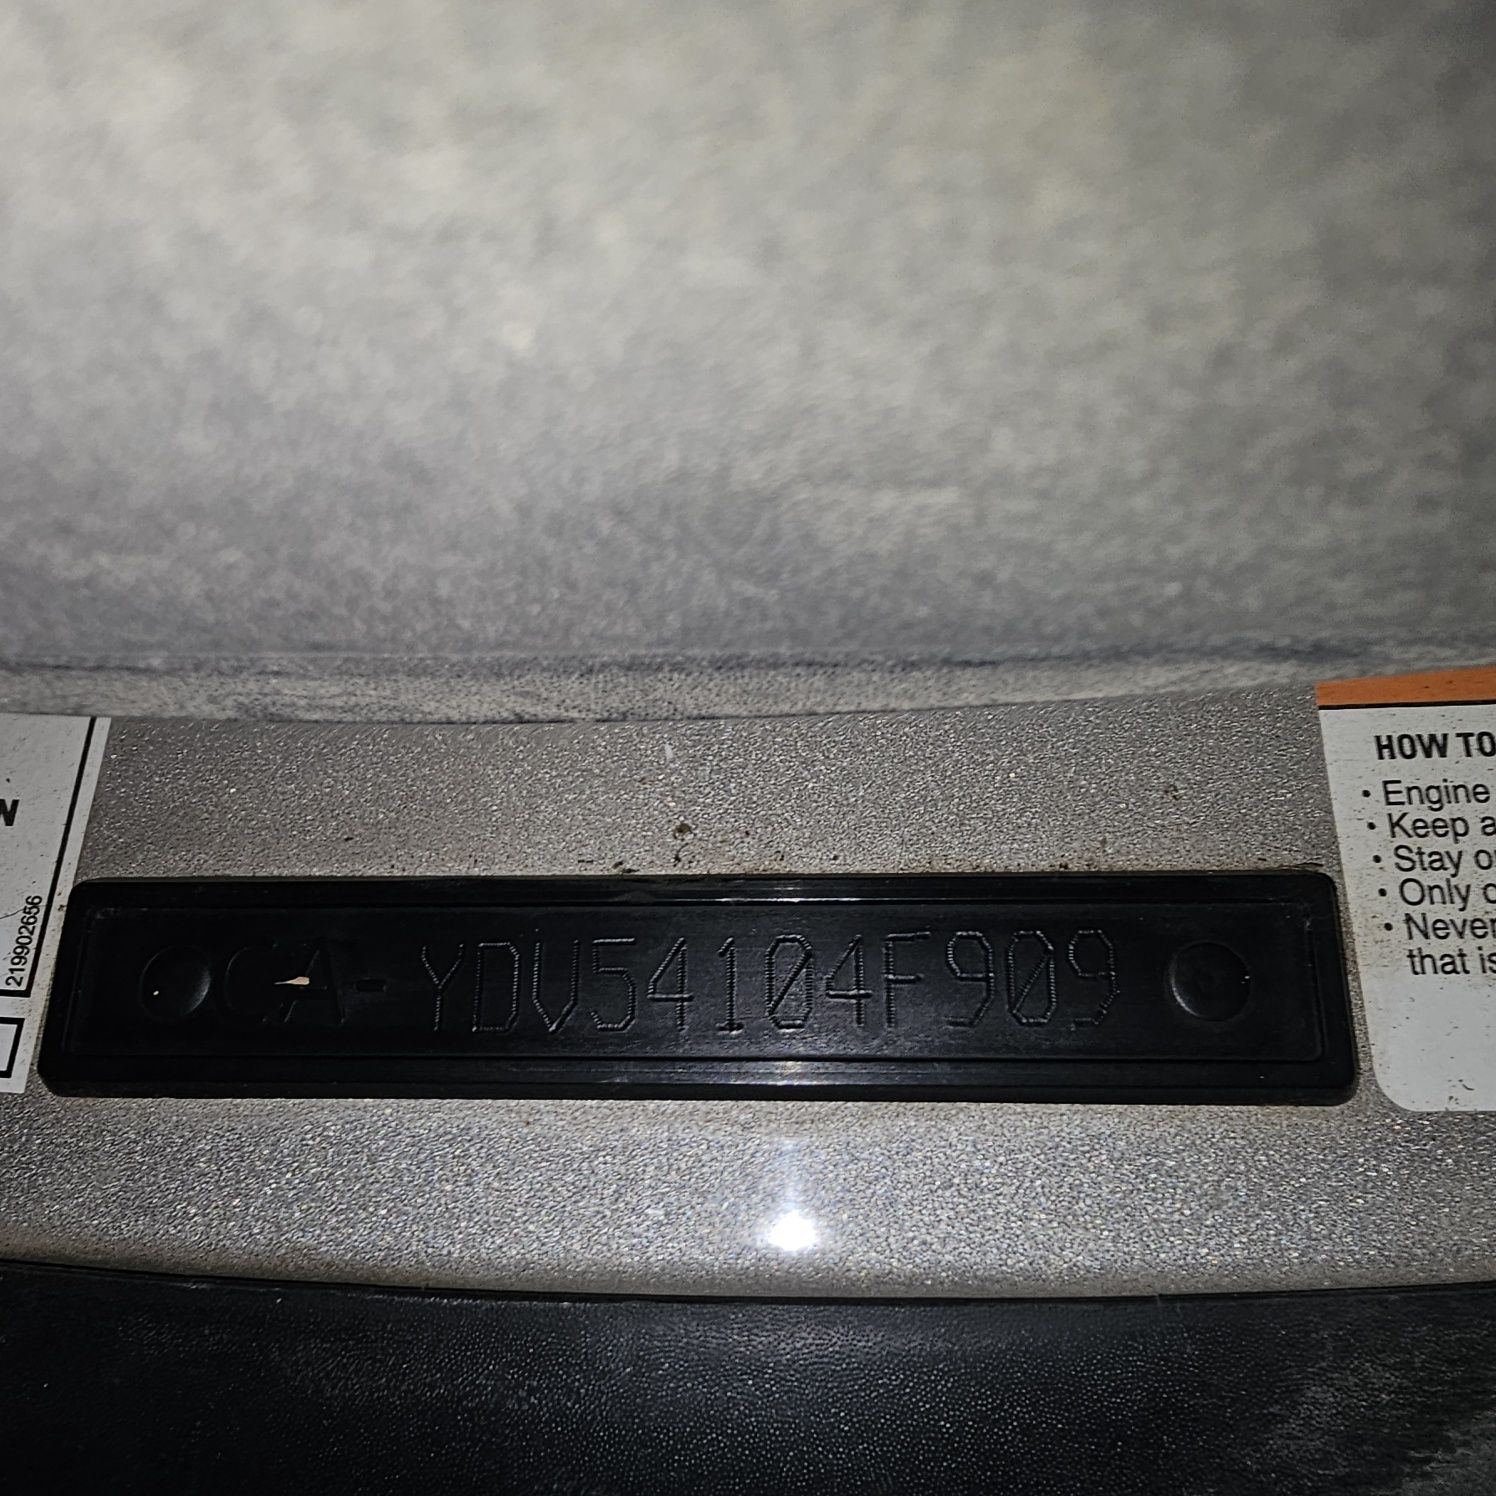 N
219902656
CA-YDV54104F909
HOW TO
• Engine
• Keep a
• Stay o
• Only
• Never
that is